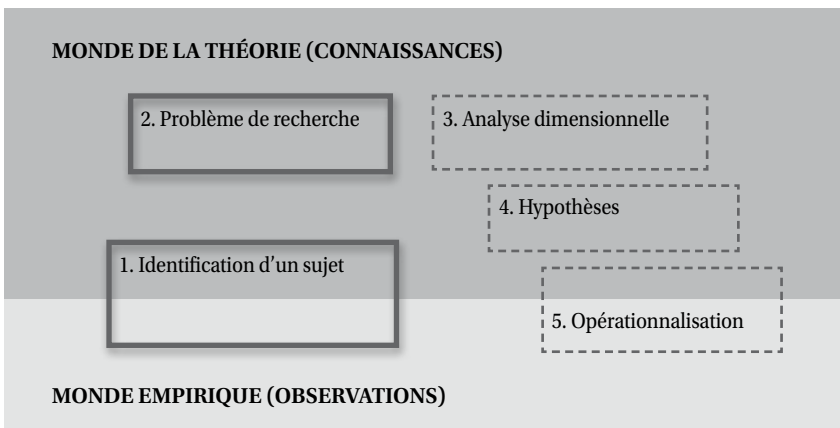 MONDE DE LA THÉORIE (CONNAISSANCES)
2. Problème de recherche
3. Analyse dimensionnelle
4. Hypothèses
1. Identification d'un sujet
5. Opérationnalisation
MONDE EMPIRIQUE (OBSERVATIONS)